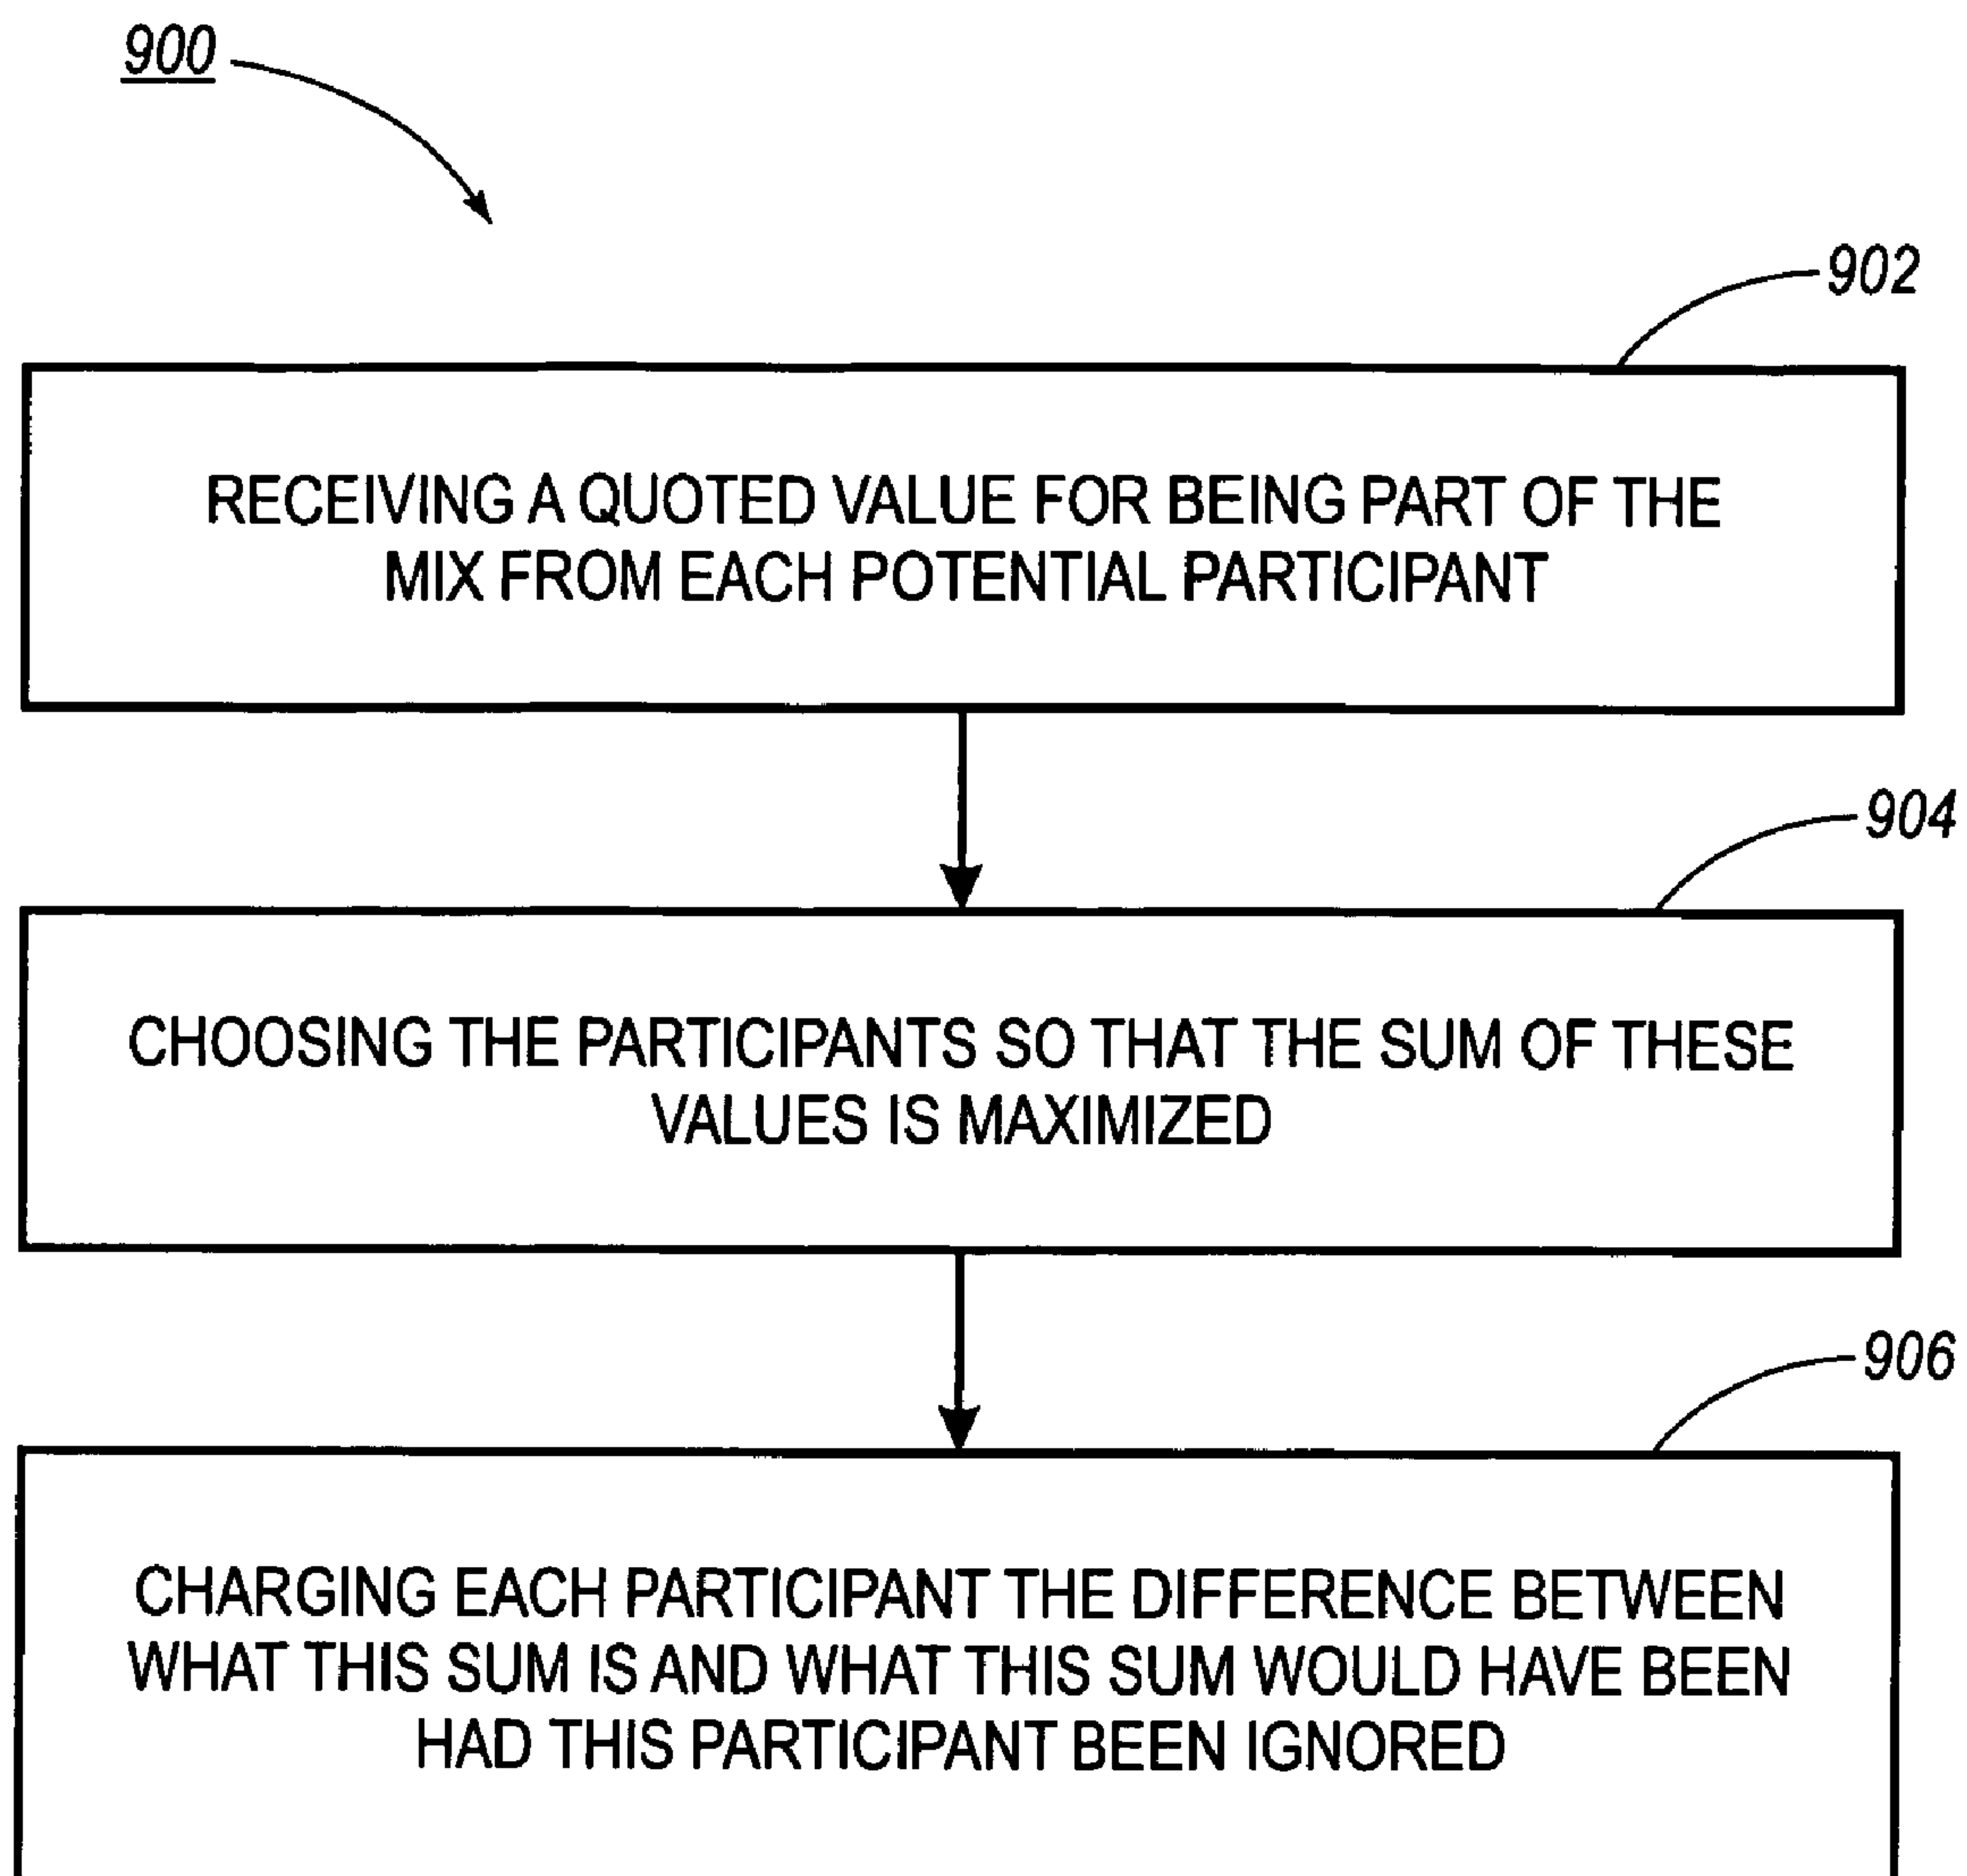 900
902
RECEIVING A QUOTED VALUE FOR BEING PART OF THE
MIX FROM EACH POTENTIAL PARTICIPANT
904
CHOOSING THE PARTICIPANTS SO THAT THE SUM OF THESE
VALUES IS MAXIMIZED
906
CHARGING EACH PARTICIPANT THE DIFFERENCE BETWEEN
WHAT THIS SUM IS AND WHAT THIS SUM WOULD HAVE BEEN
HAD THIS PARTICIPANT BEEN IGNORED